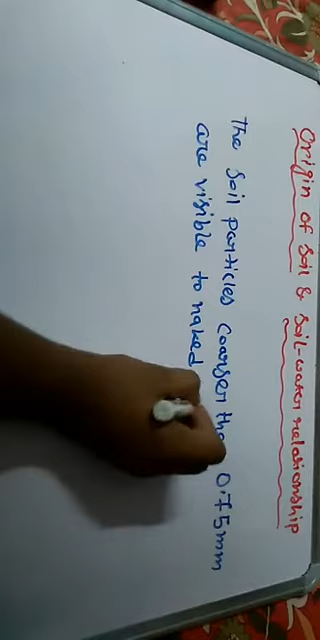 Origin of Soil & Soil-water relationship
The Soil particles Coarser than 0.75mm
are visible to naked